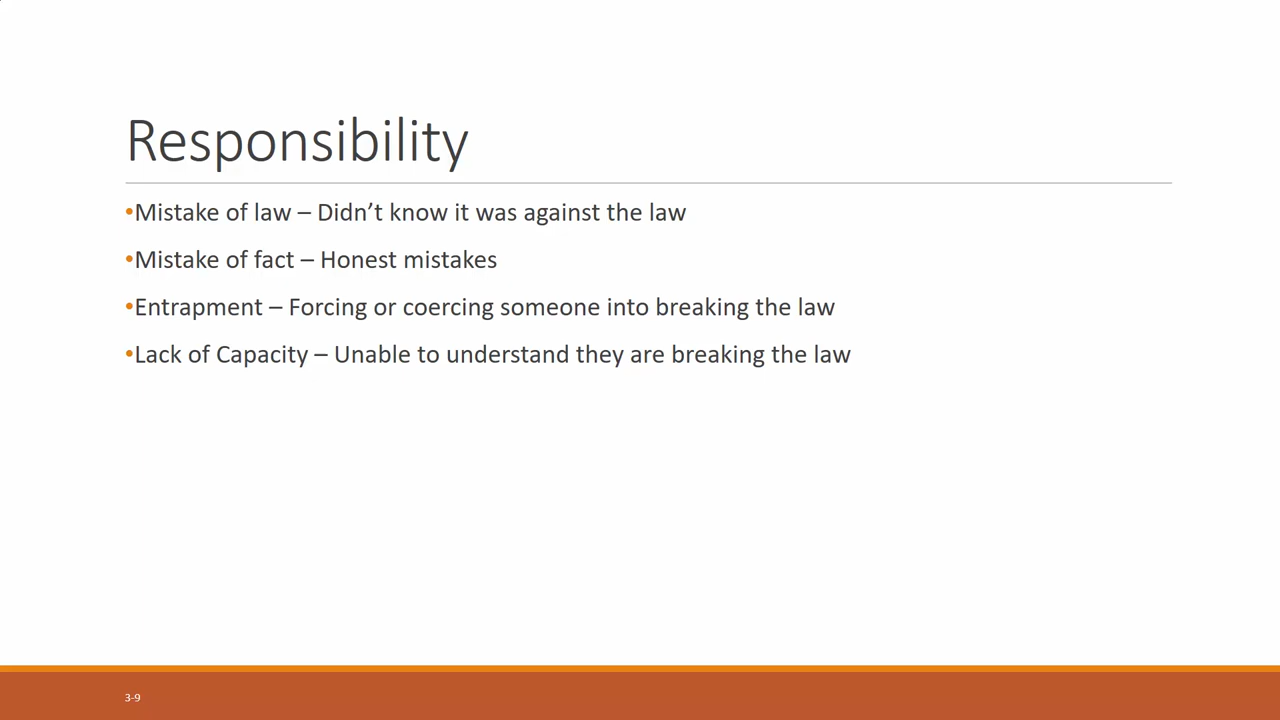 Responsibility
•Mistake of law – Didn’t know it was against the law
•Mistake of fact – Honest mistakes
•Entrapment – Forcing or coercing someone into breaking the law
•Lack of Capacity – Unable to understand they are breaking the law
3-9